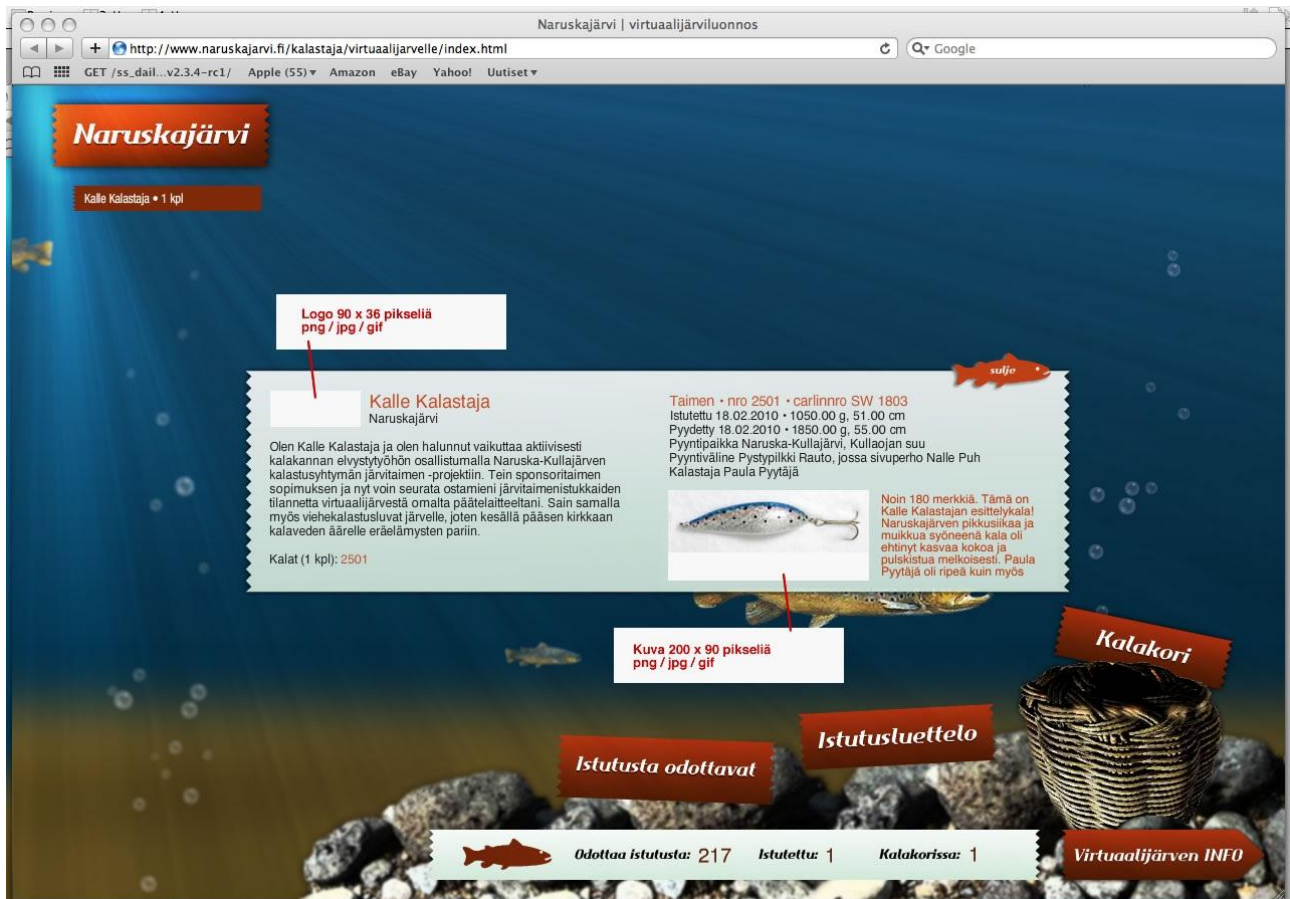 Naruskajärvi | virtuaalijärviluonnos
http://www.naruskajarvi.fi/kalastaja/virtuaalijarvelle/index.html
Google
GET /ss_dail...v2.3.4-rc1/ Apple (55) Amazon eBay Yahoo! Uutiset
Naruskajärvi
Kalle Kalastaja • 1 kpl
Logo 90 x 36 pikseliä
png / jpg / gif
sulje
Kalle Kalastaja
Naruskajärvi
Olen Kalle Kalastaja ja olen halunnut vaikuttaa aktiivisesti
kalakannan elvystytyöhön osallistumalla Naruska-Kullajärven
kalastusyhtymän järvitaimen -projektiin. Tein sponsoritaimen
sopimuksen ja nyt voin seurata ostamieni järvitaimenistukkaiden
tilannetta virtuaalijärvestä omalta päätelaitteeltani. Sain samalla
myös viehekalastusluvat järvelle, joten kesällä pääsen kirkkaan
kalaveden äärelle eräelämysten pariin.
Kalat (1 kpl): 2501
Taimen • nro 2501 • carlinnro SW 1803
Istutettu 18.02.2010 • 1050.00 g, 51.00 cm
Pyydetty 18.02.2010 • 1850.00 g, 55.00 cm
Pyyntipaikka Naruska-Kullajärvi, Kullaojan suu
Pyyntiväline Pystypilkki Rauto, jossa sivuperho Nalle Puh
Kalastaja Paula Pyytäjä
Noin 180 merkkiä. Tämä on
Kalle Kalastajan esittelykala!
Naruskajärven pikkusiikaa ja
muikkua syöneenä kala oli
ehtinyt kasvaa kokoa ja
pulskistua melkoisesti. Paula
Pyytäjä oli ripeä kuin myös
Kuva 200 x 90 pikseliä
png / jpg / gif
Kalakori
Istutusluettelo
Istutusta odottavat
Odottaa istutusta: 217 Istutettu: 1 Kalakorissa: 1
Virtuaalijärven INFO